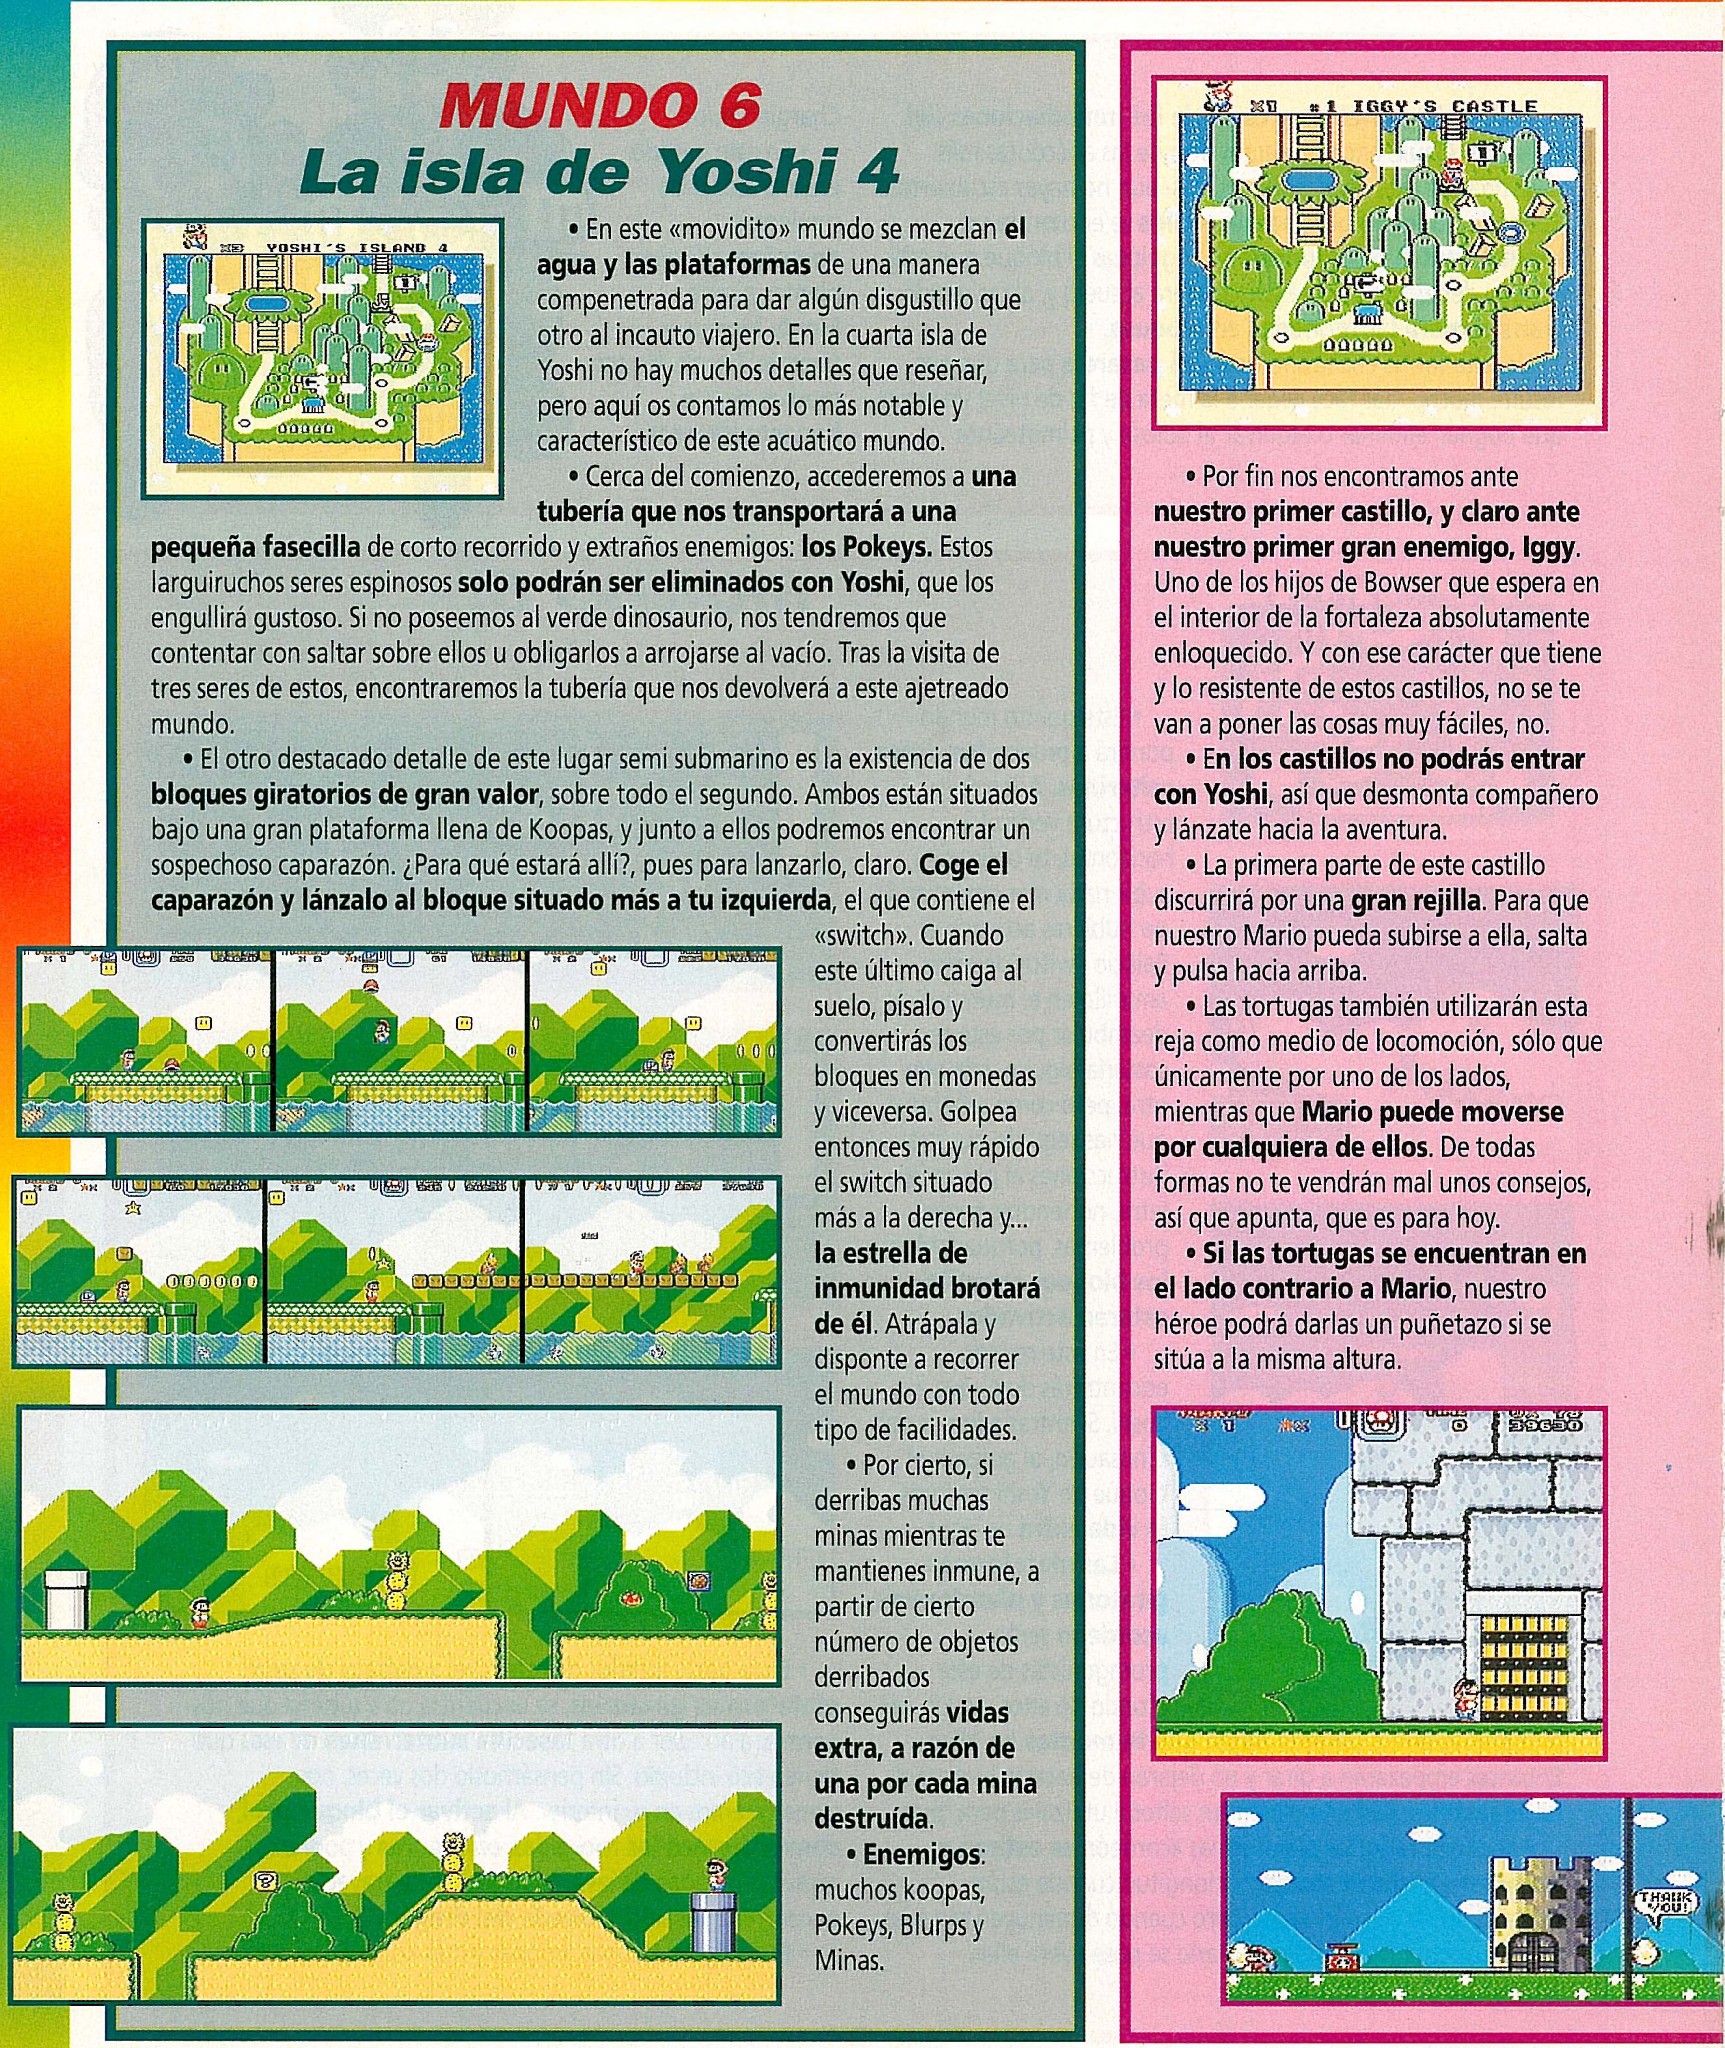 MUNDO 6
La isla de Yoshi 4
YOSHI'S ISLAND 4
• En este «movidito» mundo se mezclan el
agua y las plataformas de una manera
compenetrada para dar algún disgustillo que
otro al incauto viajero. En la cuarta isla de
Yoshi no hay muchos detalles que reseñar,
pero aquí os contamos lo más notable y
característico de este acuático mundo.
• Cerca del comienzo, accederemos a una
tubería que nos transportará a una
pequeña fasecilla de corto recorrido y extraños enemigos: los Pokeys. Estos
larguiruchos seres espinosos solo podrán ser eliminados con Yoshi, que los
engullirá gustoso. Si no poseemos al verde dinosaurio, nos tendremos que
contentar con saltar sobre ellos u obligarlos a arrojarse al vacío. Tras la visita de
tres seres de estos, encontraremos la tubería que nos devolverá a este ajetreado
mundo.
• El otro destacado detalle de este lugar semi submarino es la existencia de dos
bloques giratorios de gran valor, sobre todo el segundo. Ambos están situados
bajo una gran plataforma llena de Koopas, y junto a ellos podremos encontrar un
sospechoso caparazón. ¿Para qué estará allí?, pues para lanzarlo, claro. Coge el
caparazón y lánzalo al bloque situado más a tu izquierda, el que contiene el
«switch». Cuando
este último caiga al
suelo, písalo y
convertirás los
bloques en monedas
y viceversa. Golpea
entonces muy rápido
el switch situado
más a la derecha y...
la estrella de
inmunidad brotará
de él. Atrápala y
disponte a recorrer
el mundo con todo
tipo de facilidades.
• Por cierto, si
derribas muchas
minas mientras te
mantienes inmune, a
partir de cierto
número de objetos
derribados
conseguirás vidas
extra, a razón de
una por cada mina
destruída.
• Enemigos:
muchos koopas,
Pokeys, Blurps y
Minas.
#1 IGGY'S CASTLE
• Por fin nos encontramos ante
nuestro primer castillo, y claro ante
nuestro primer gran enemigo, Iggy.
Uno de los hijos de Bowser que espera en
el interior de la fortaleza absolutamente
enloquecido. Y con ese carácter que tiene
y lo resistente de estos castillos, no se te
van a poner las cosas muy fáciles, no.
• En los castillos no podrás entrar
con Yoshi, así que desmonta compañero
y lánzate hacia la aventura.
• La primera parte de este castillo
discurrirá por una gran rejilla. Para que
nuestro Mario pueda subirse a ella, salta
y pulsa hacia arriba.
• Las tortugas también utilizarán esta
reja como medio de locomoción, sólo que
únicamente por uno de los lados,
mientras que Mario puede moverse
por cualquiera de ellos. De todas
formas no te vendrán mal unos consejos,
así que apunta, que es para hoy.
• Si las tortugas se encuentran en
el lado contrario a Mario, nuestro
héroe podrá darlas un puñetazo si se
sitúa a la misma altura.
x 1
0
39630
THANK
YOU!